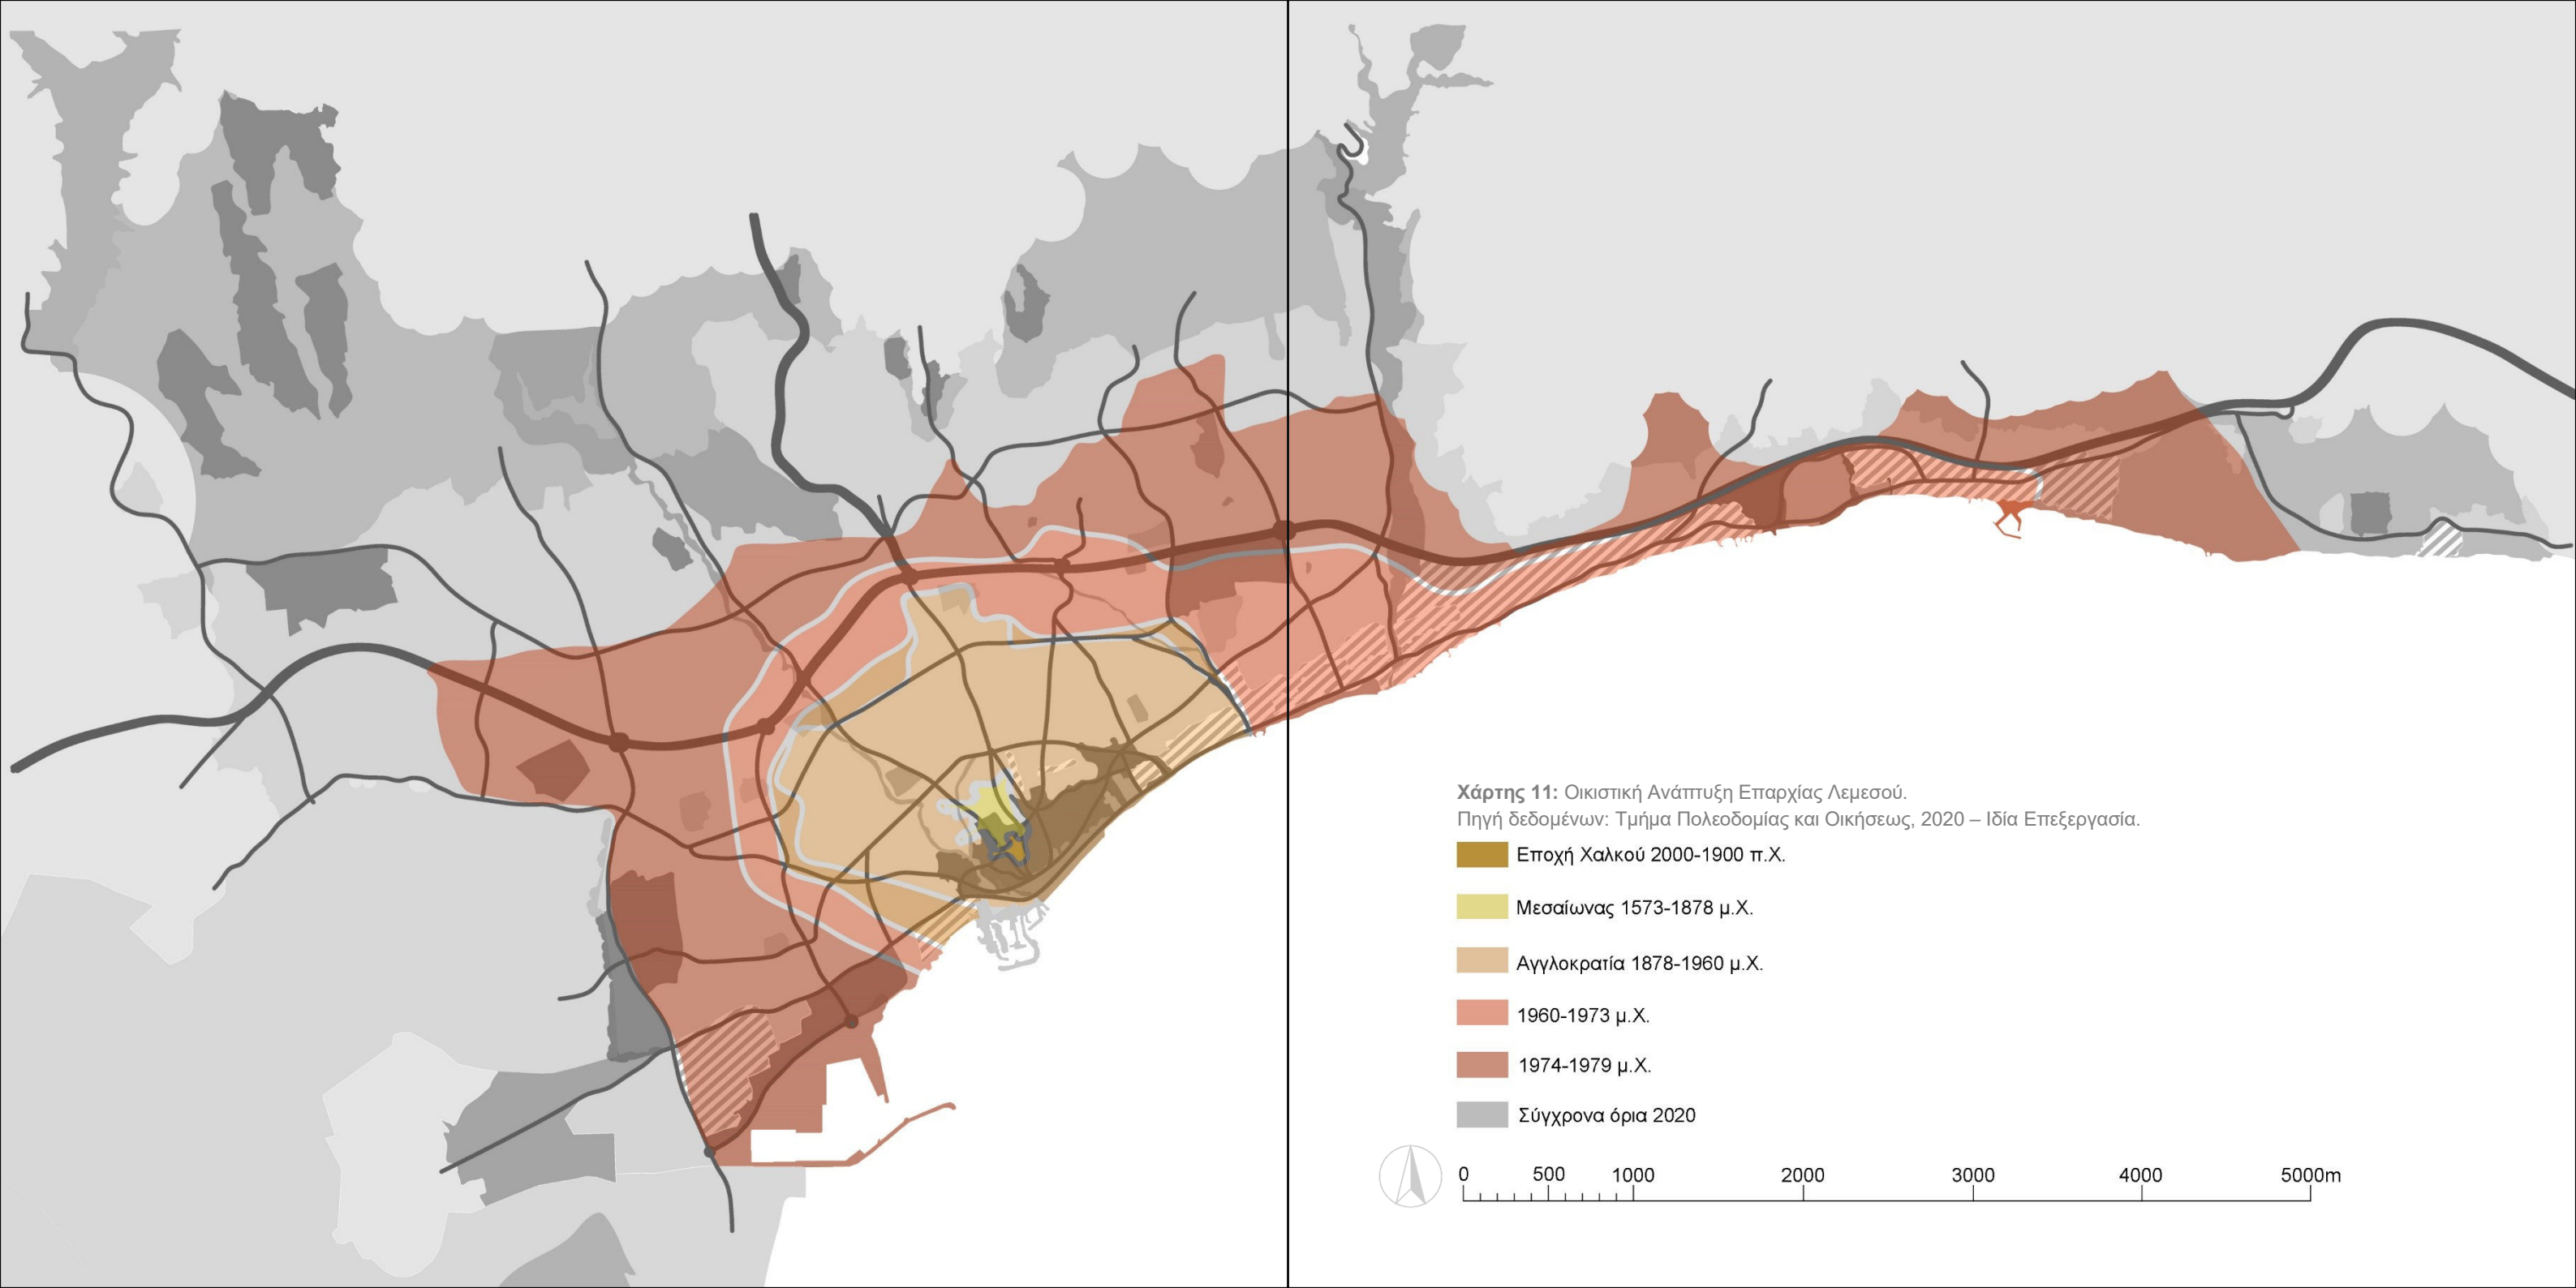 Χάρτης 11: Οικιστική Ανάπτυξη Επαρχίας Λεμεσού.
Πηγή δεδομένων: Τμήμα Πολεοδομίας και Οικήσεως, 2020 – Ιδία Επεξεργασία.
Εποχή Χαλκού 2000-1900 π.Χ.
Μεσαίωνας 1573-1878 μ.Χ.
Αγγλοκρατία 1878-1960 μ.Χ.
1960-1973 μ.Χ.
1974-1979 μ.Χ.
Σύγχρονα όρια 2020
0 500 1000 2000 3000 4000 5000m